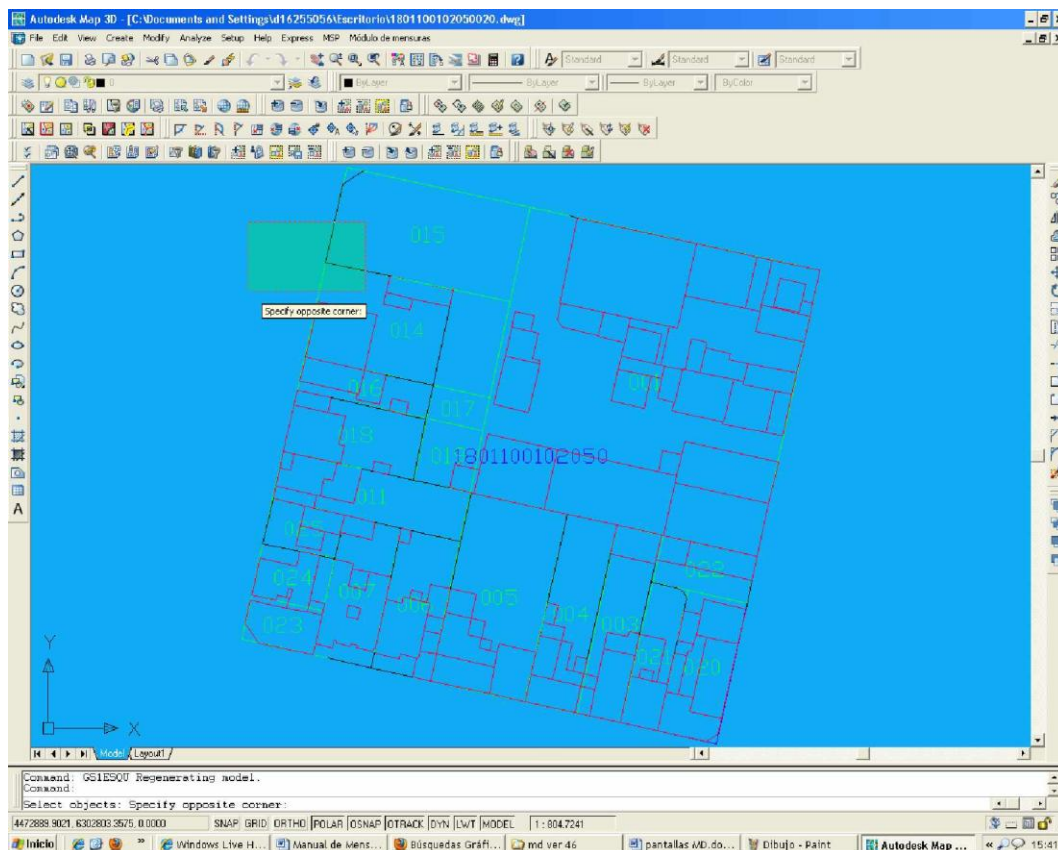 Autodesk Map 3D - [C:\Documents and Settings\d16255056\Escritorio\1801100102050020.dwg]
File Edit View Create Modify Analyze Setup Help Express MSP Módulo de mensuras
Standard Standard Standard
0 ByLayer ByLayer ByLayer ByColor
015
Specify opposite corner:
014
001
016
017
018
1801100102050
011
025
022
024
007
006
005
004
003
023
021
020
Y
X
Model Layout1
Command: GS1ESQU Regenerating model.
Command:
Select objects: Specify opposite corner:
4472889.9021, 6302803.3575, 0.0000 SNAP GRID ORTHO POLAR OSNAP OTRACK DYN LWT MODEL 1 : 804.7241
Inicio Windows Live H... Manual de Mens... Búsquedas Gráfi... md ver 46 pantallas MD.do... Dibujo - Paint Autodesk Map ... 15:41